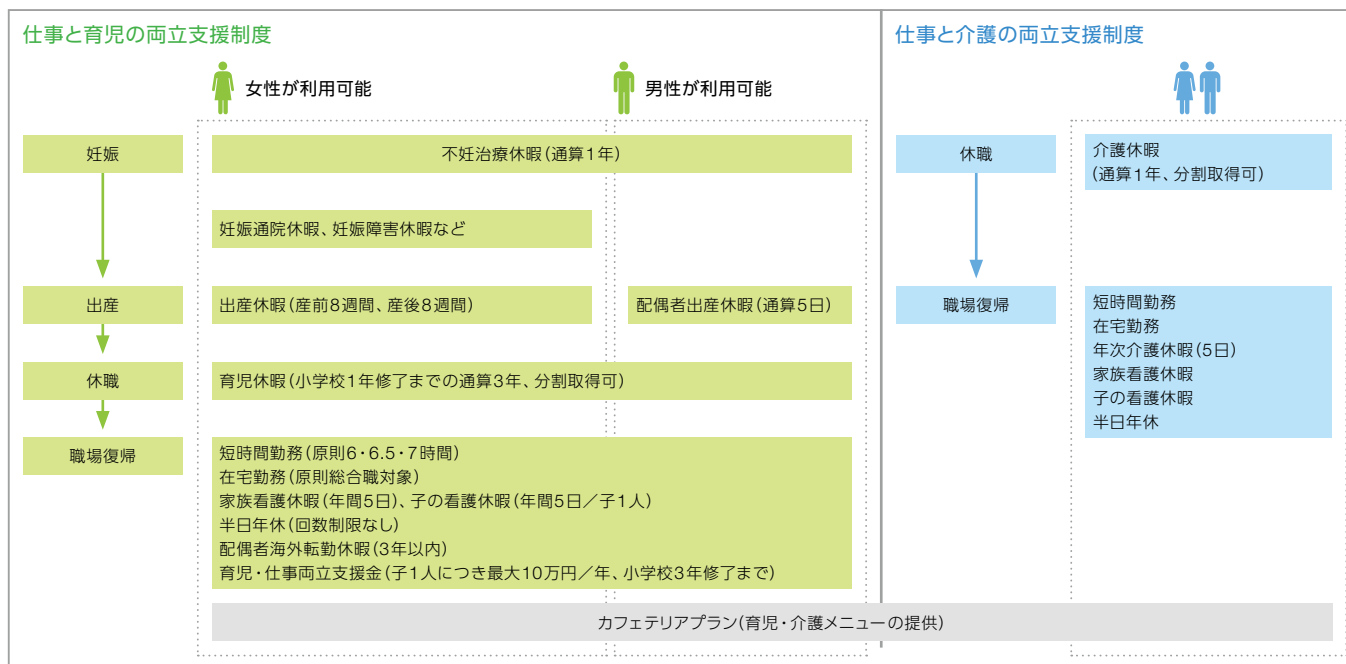 仕事と育児の両立支援制度
女性が利用可能
男性が利用可能
妊娠
不妊治療休暇(通算1年)
妊娠通院休暇、妊娠障害休暇など
出産
出産休暇(産前8週間、産後8週間)
配偶者出産休暇(通算5日)
休職
育児休暇(小学校1年修了までの通算3年、分割取得可)
職場復帰
短時間勤務(原則6・6.5・7時間)
在宅勤務(原則総合職対象)
家族看護休暇(年間5日)、子の看護休暇(年間5日/子1人)
半日年休(回数制限なし)
配偶者海外転勤休暇(3年以内)
育児・仕事両立支援金(子1人につき最大10万円/年、小学校3年修了まで)
仕事と介護の両立支援制度
休職
介護休暇
(通算1年、分割取得可)
職場復帰
短時間勤務
在宅勤務
年次介護休暇(5日)
家族看護休暇
子の看護休暇
半日年休
カフェテリアプラン(育児・介護メニューの提供)